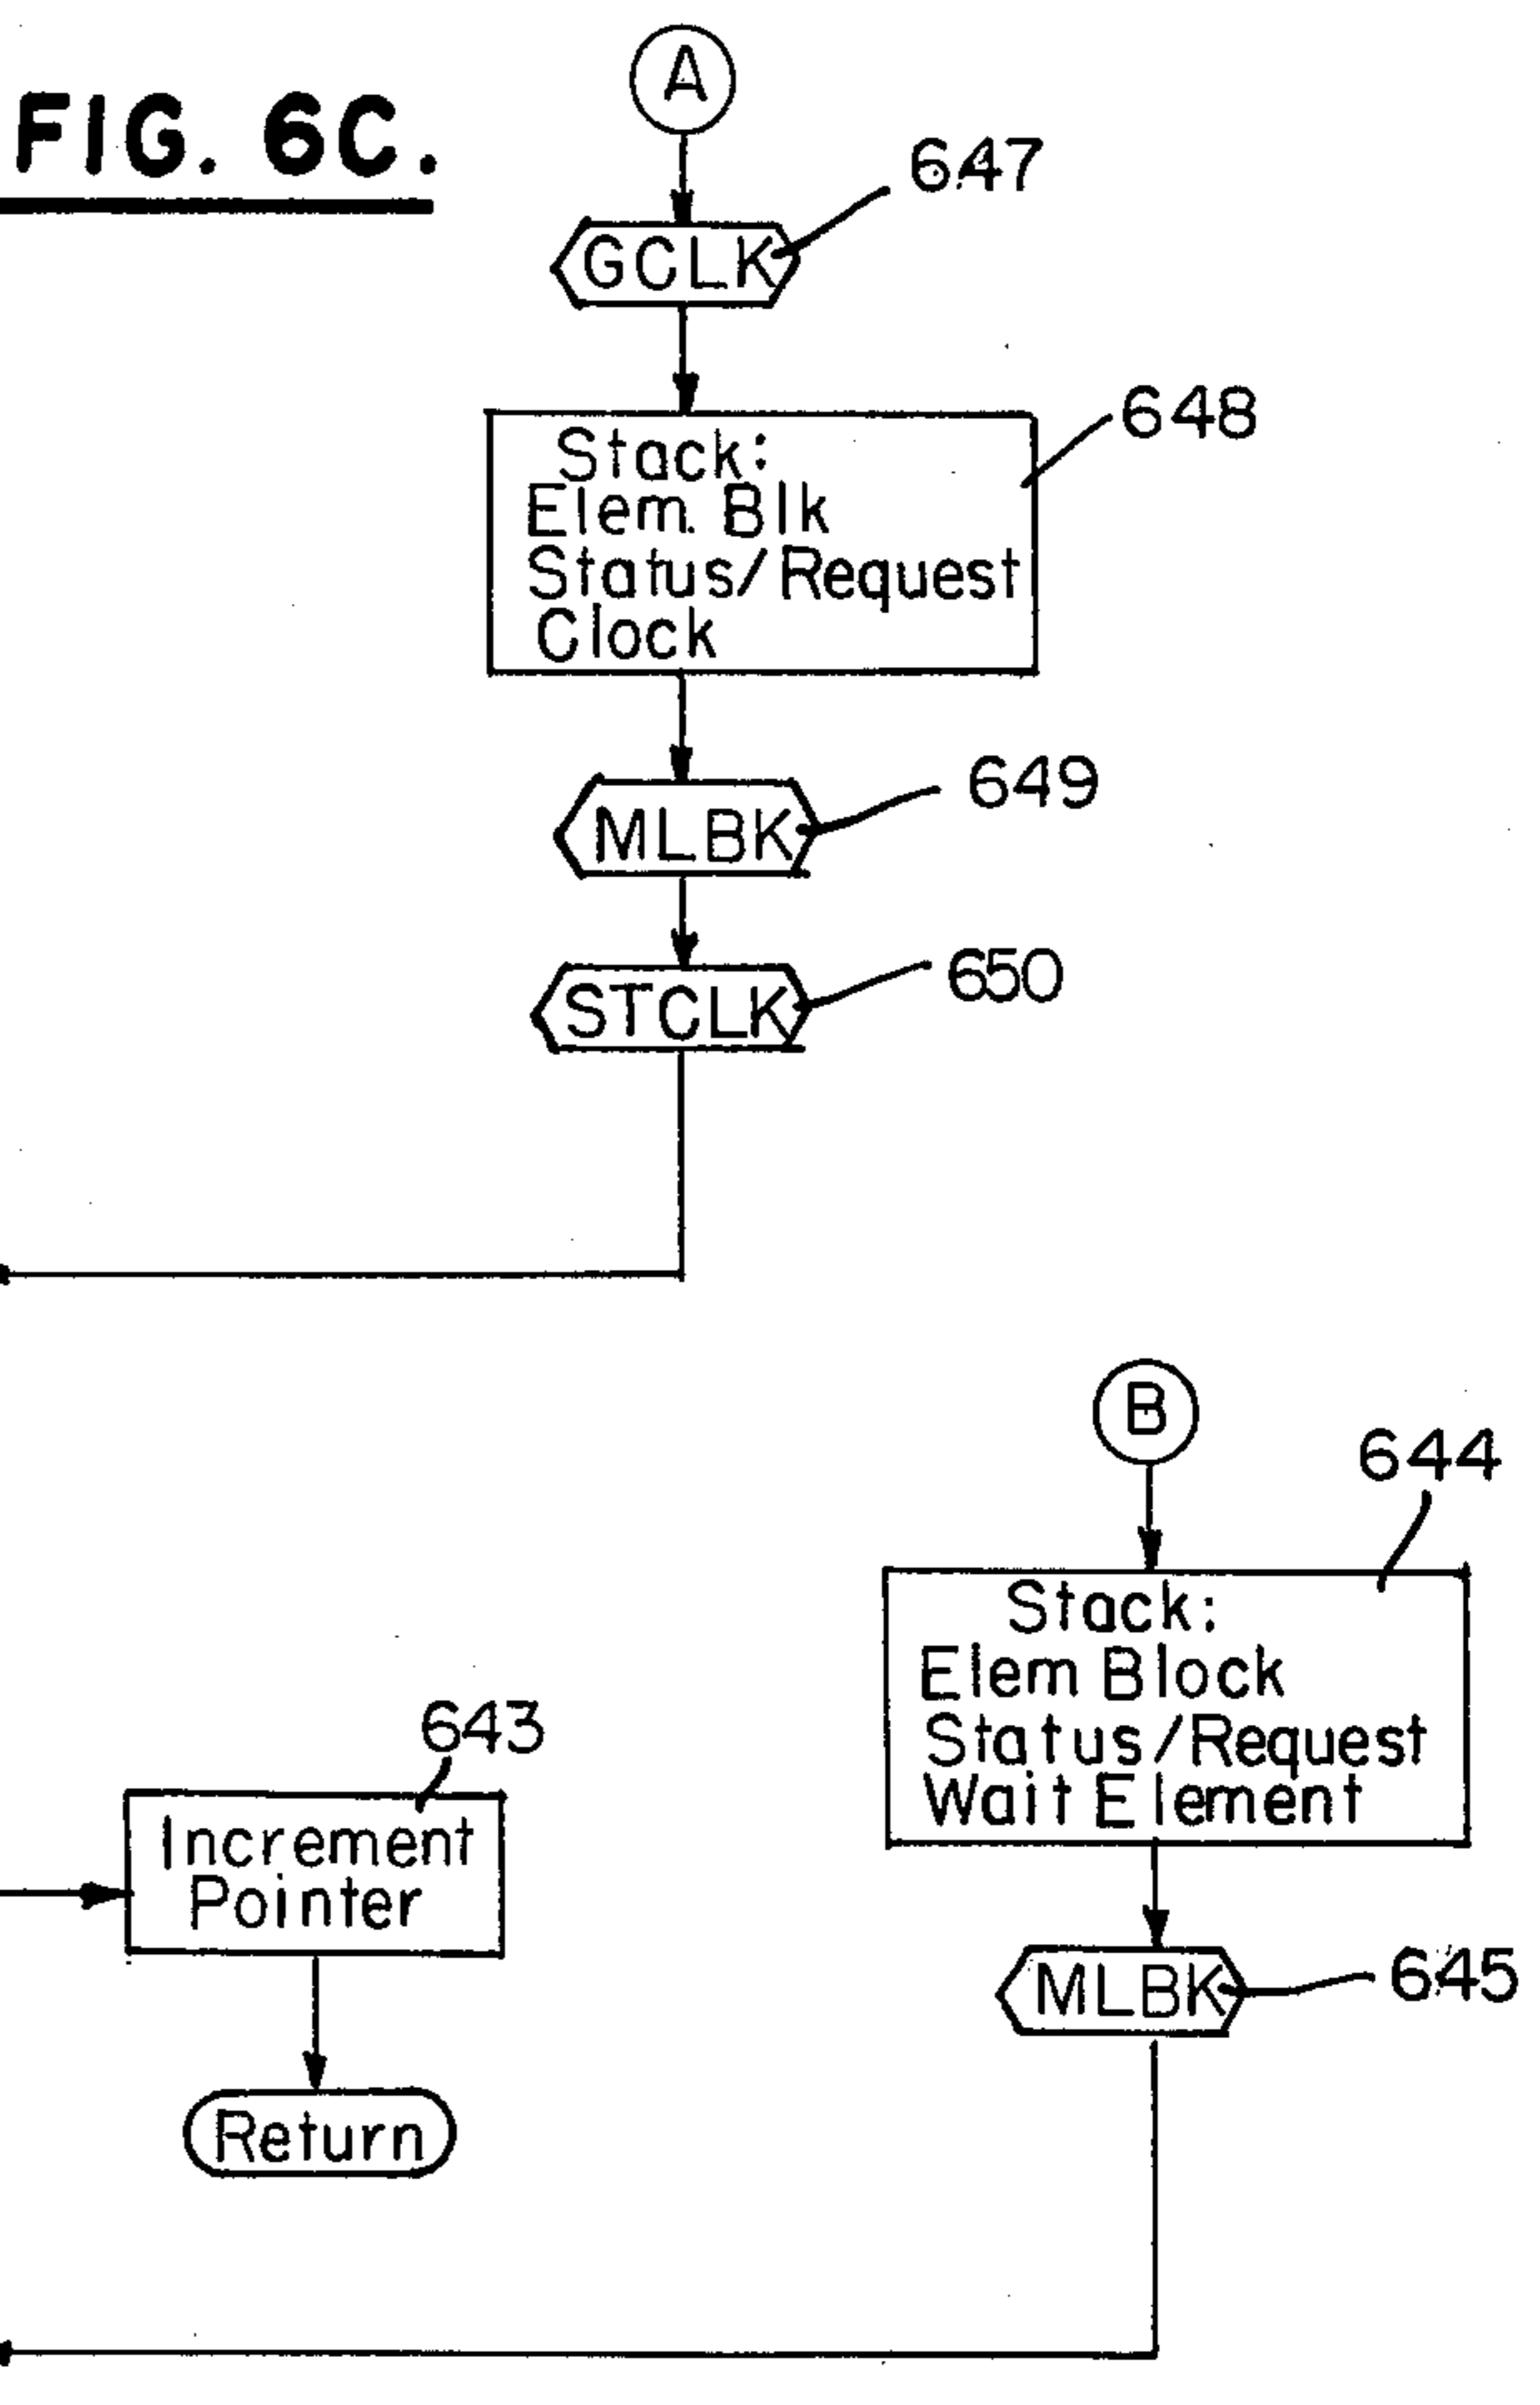 FIG. 6C.
A
647
GCLK
648
Stack:
Elem. Blk
Status/Request
Clock
649
MLBK
650
STCLK
B
644
Stack:
Elem Block
Status/Request
Wait Element
643
Increment
Pointer
MLBK
645
Return